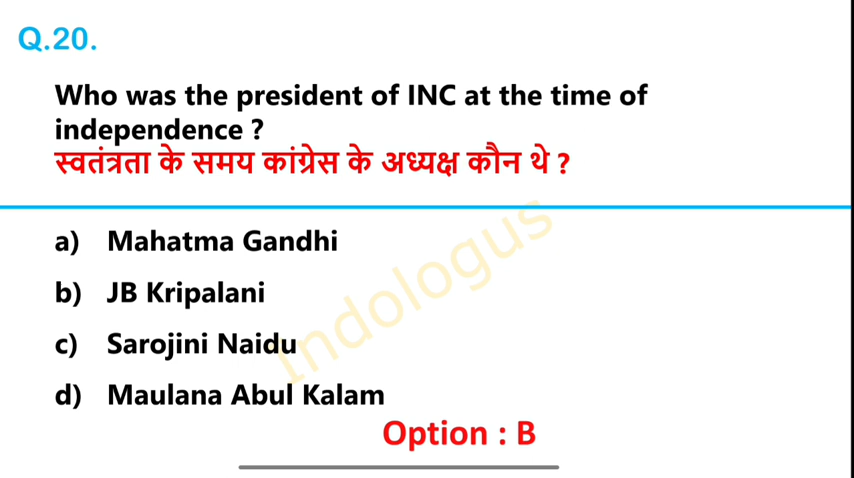 Q.20.
Who was the president of INC at the time of
independence ?
स्वतंत्रता के समय कांग्रेस के अध्यक्ष कौन थे ?
a) Mahatma Gandhi
b) JB Kripalani
c) Sarojini Naidu
d) Maulana Abul Kalam
Option : B
Indologus